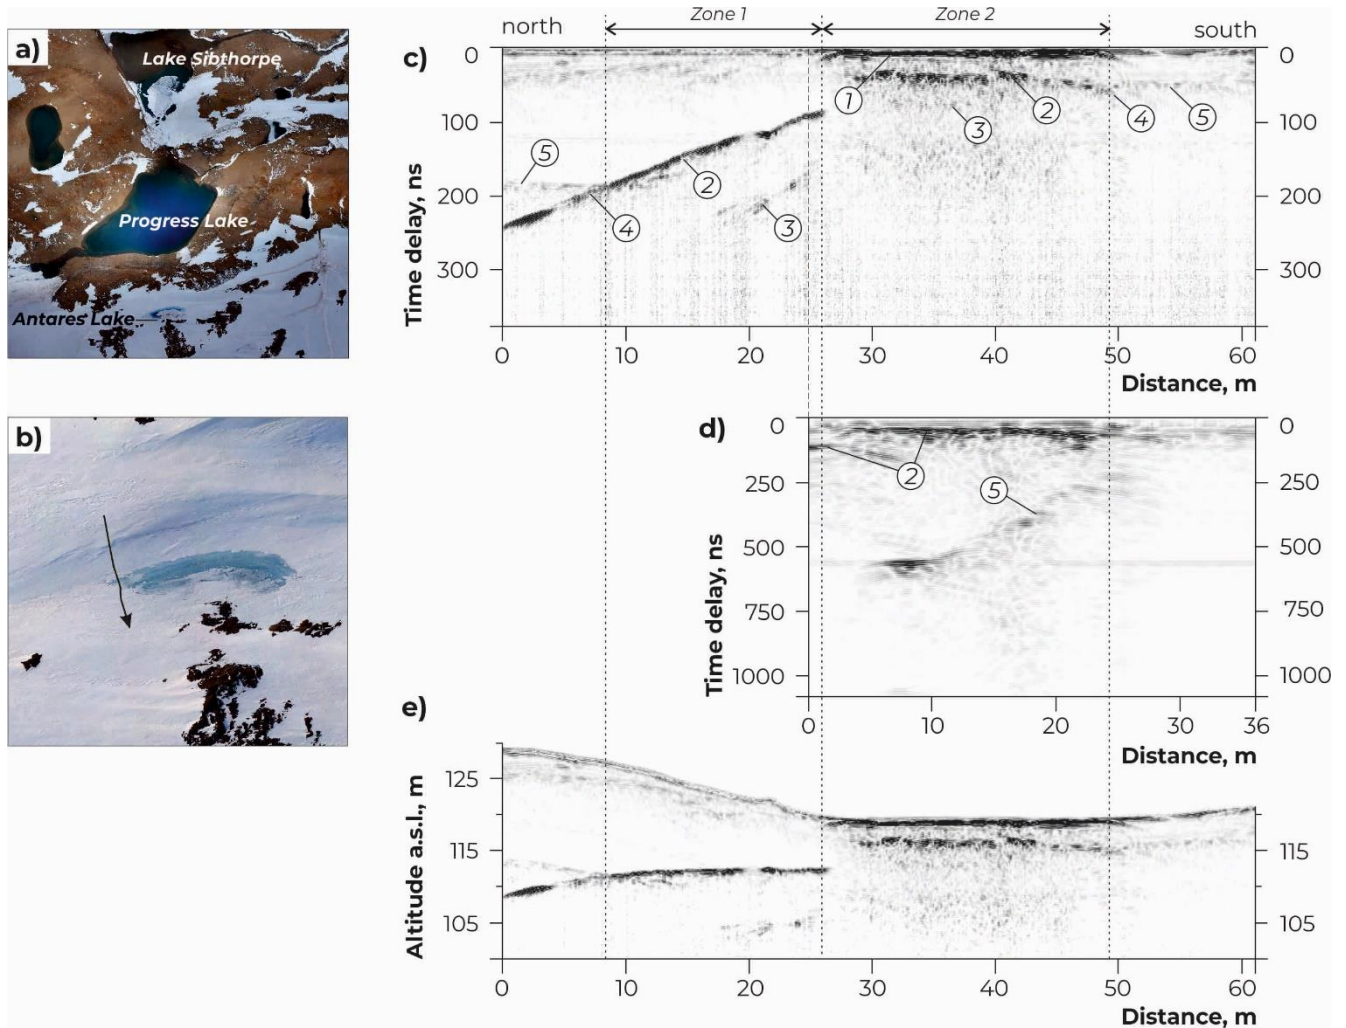 a)
Lake Sibthorpe
Progress Lake
Antares Lake
b)
north
Zone 1
Zone 2
south
c)
0
100
200
300
Time delay, ns
0
100
200
300
1
2
3
4
5
5
2
4
3
0
10
20
30
40
50
60
Distance, m
d)
0
250
500
750
1000
Time delay, ns
0
250
500
750
1000
2
5
0
10
20
30
36
Distance, m
e)
125
115
105
Altitude a.s.l., m
115
105
0
10
20
30
40
50
60
Distance, m